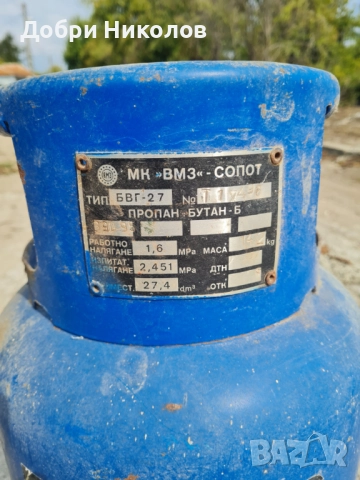 Добри Николов
МК »ВМЗ«-СОПОТ
ТИП БВГ-27 №
ПРОПАН-БУТАН-Б
РАБОТНО НАЛЯГАНЕ 1,6 MPa МАСА kg
ИЗПИТАТ. НАЛЯГАНЕ 2,451 MPa ДТН
27,4 dm³ ОТК
BAZAR